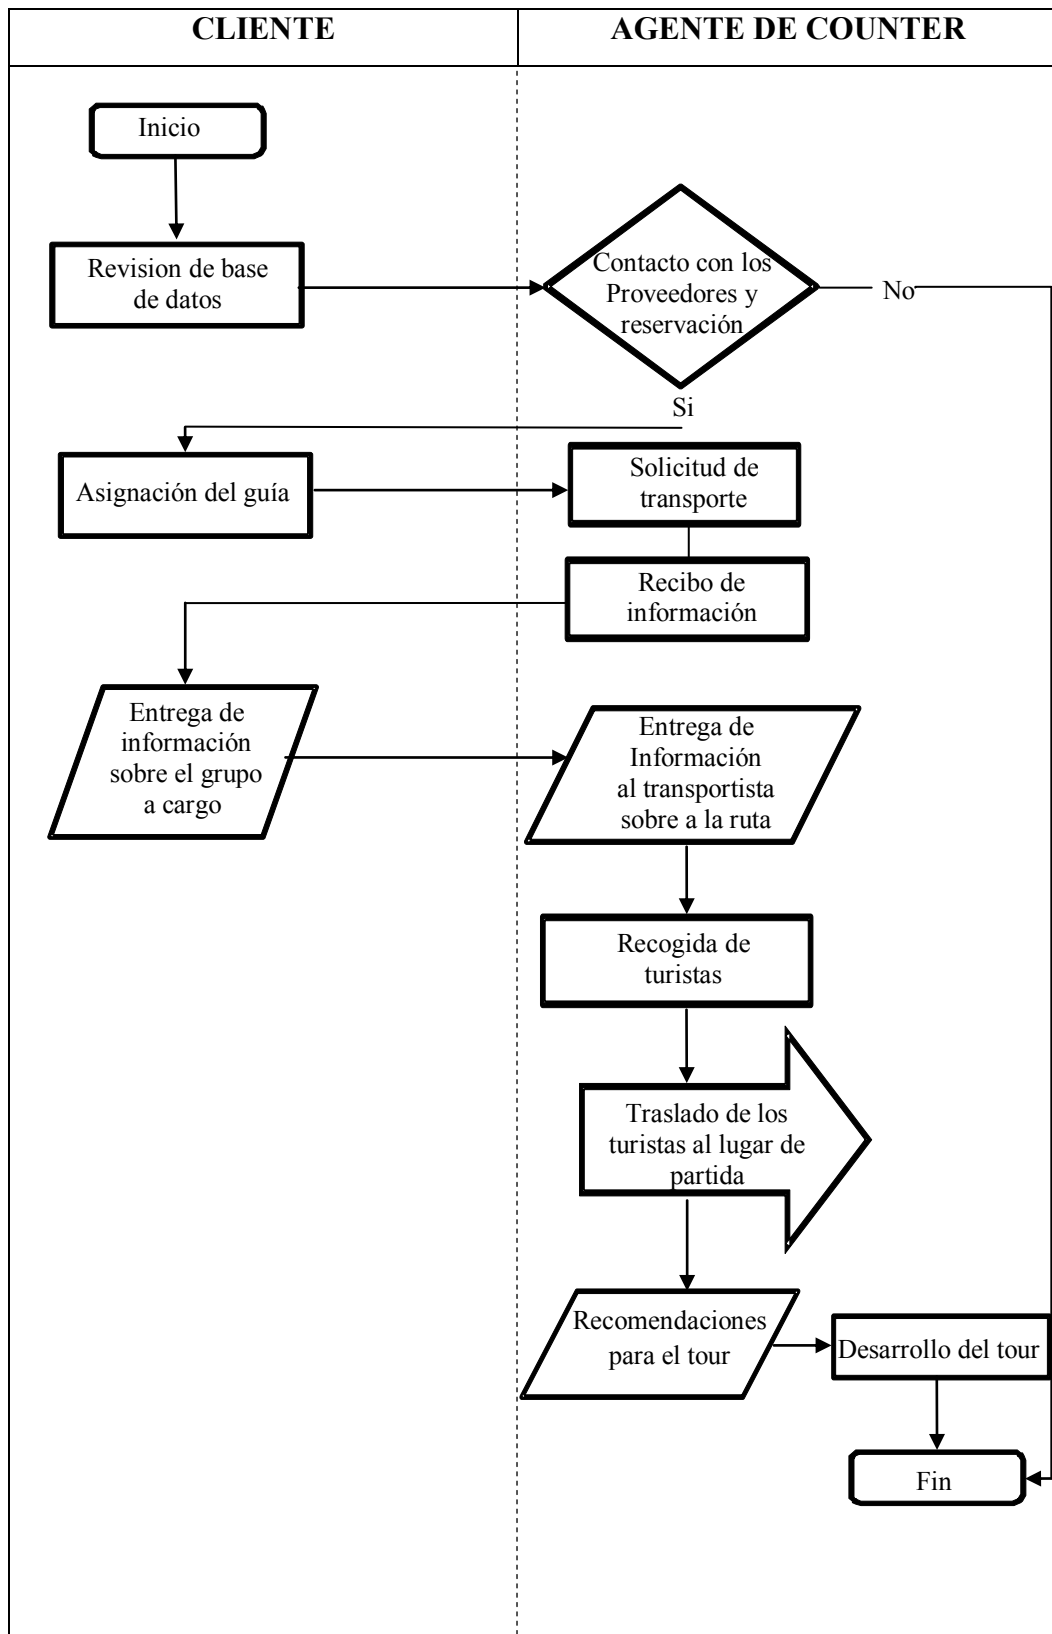 CLIENTE
AGENTE DE COUNTER
Inicio
Revision de base
de datos
Contacto con los
Proveedores y
reservación
No
Si
Asignación del guía
Solicitud de
transporte
Recibo de
información
Entrega de
información
sobre el grupo
a cargo
Entrega de
Información
al transportista
sobre a la ruta
Recogida de
turistas
Traslado de los
turistas al lugar de
partida
Recomendaciones
para el tour
Desarrollo del tour
Fin